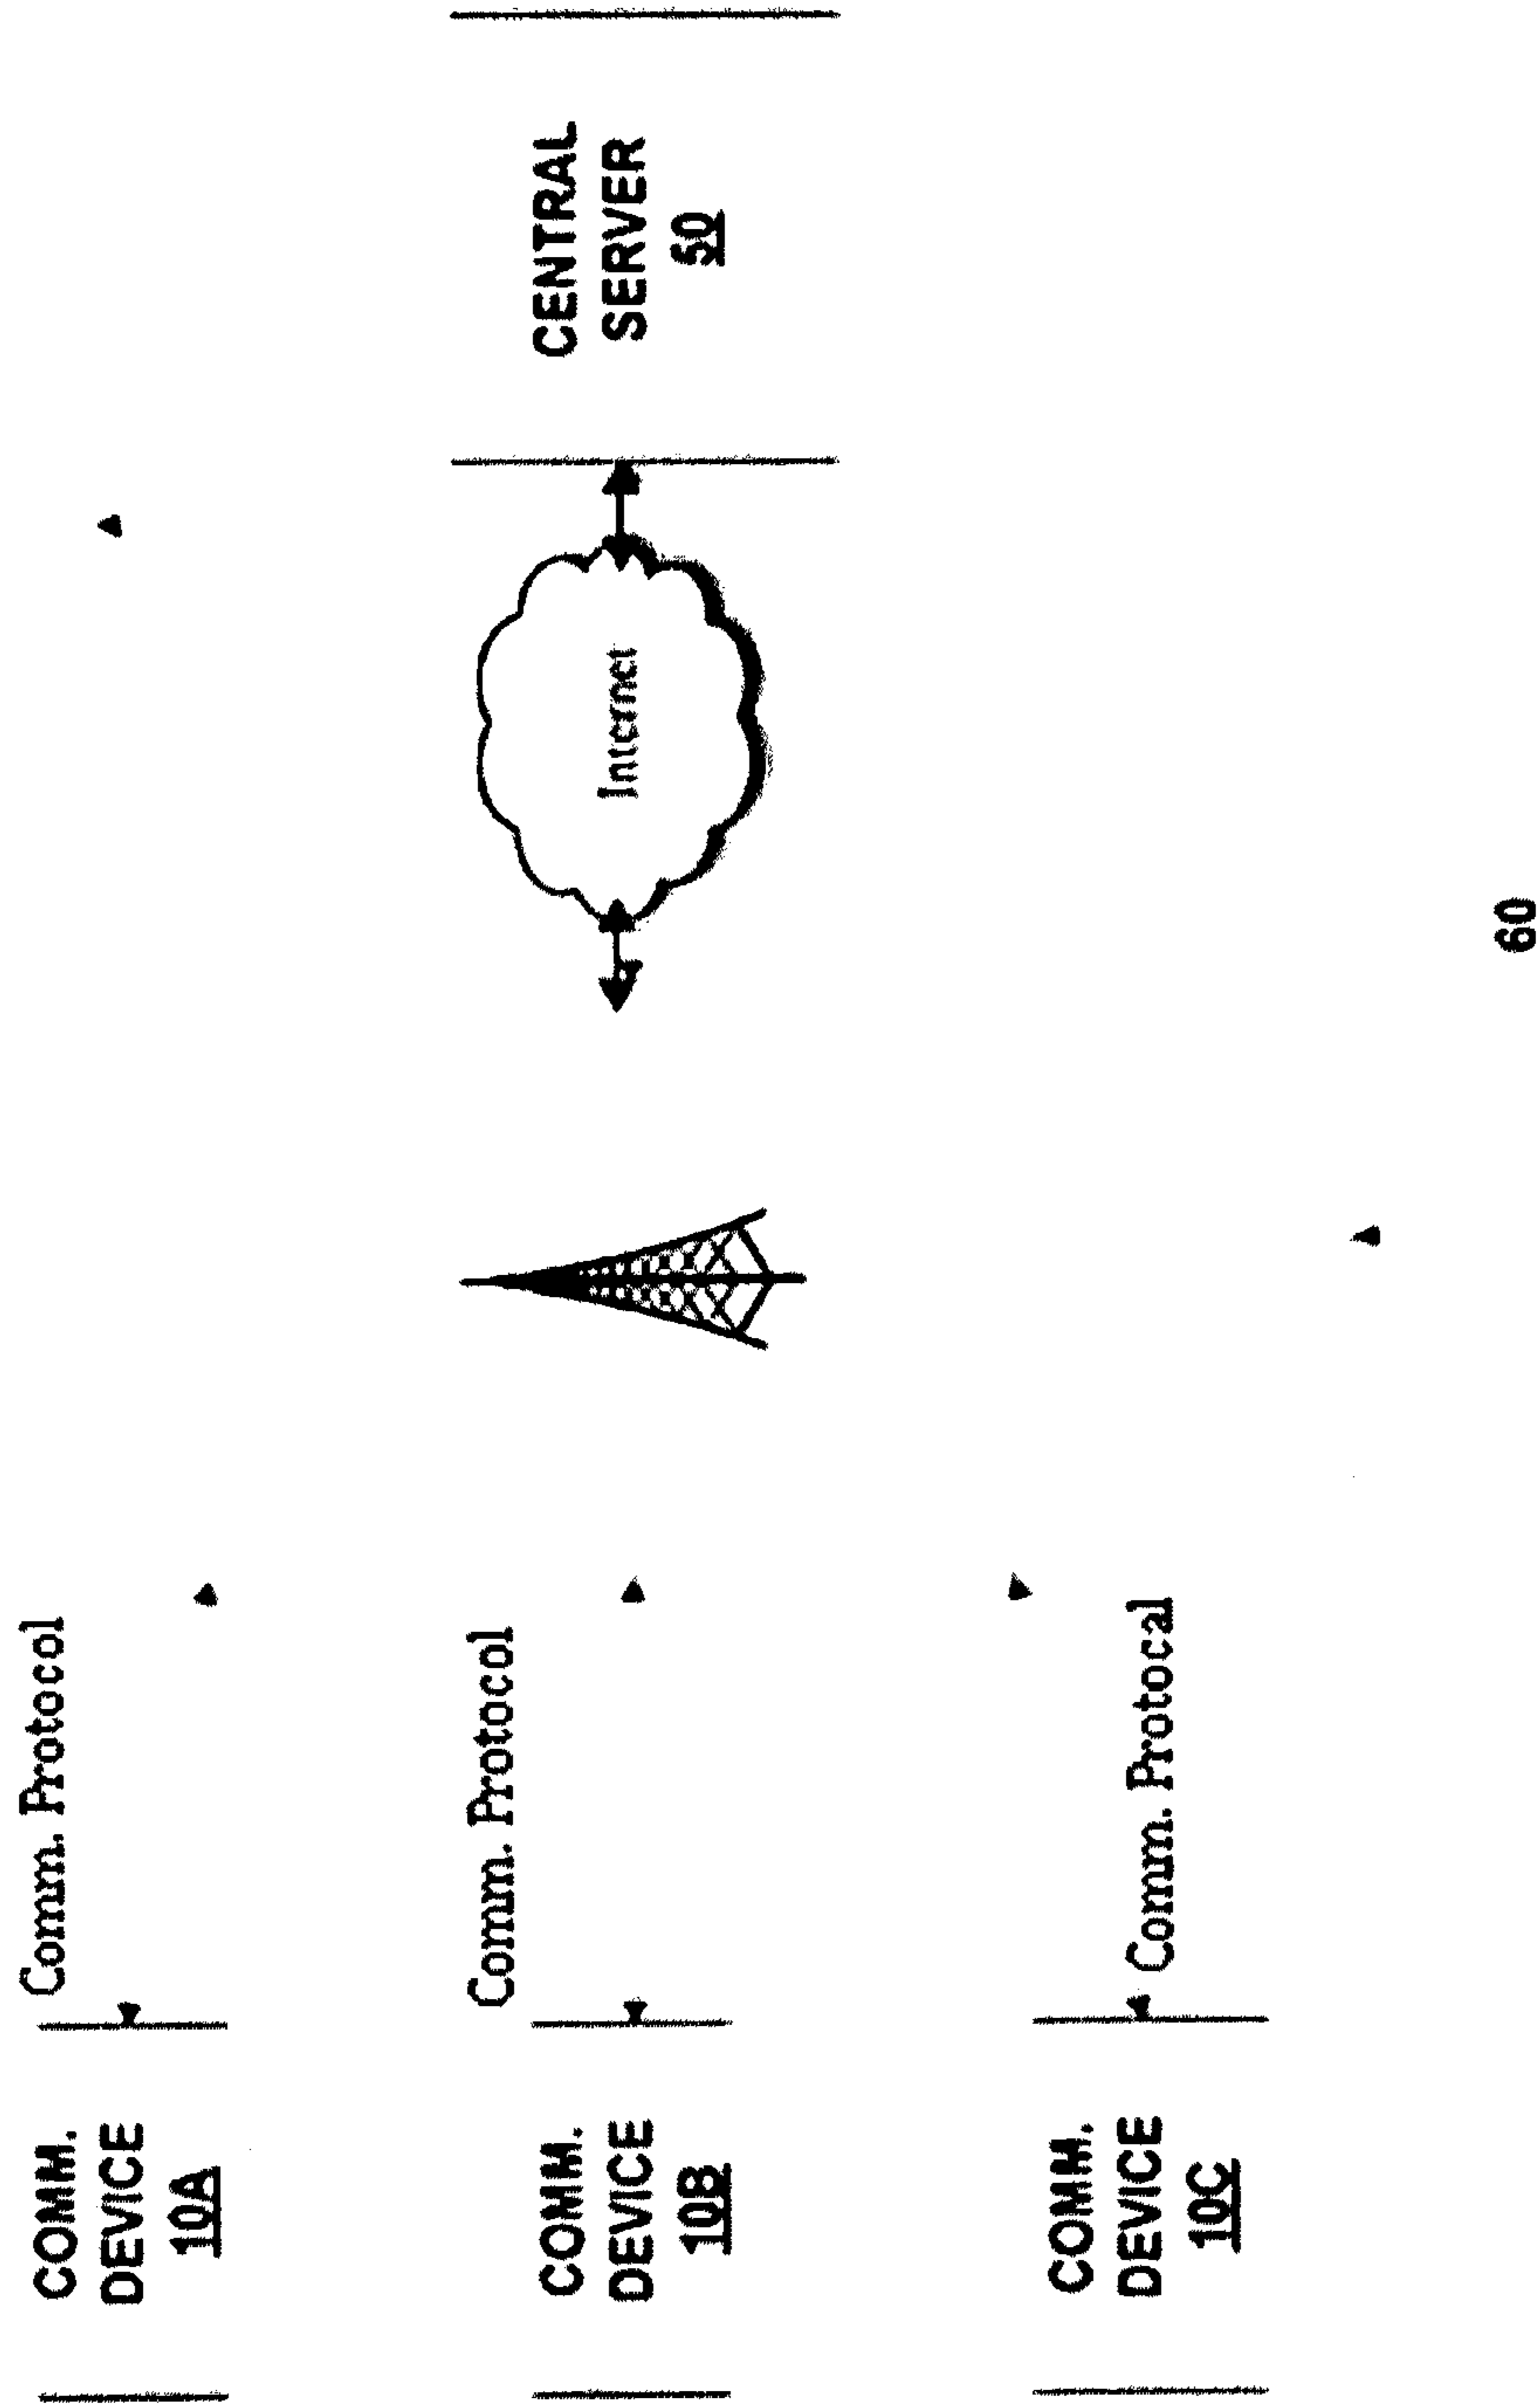 Comm. Protocol
COMM.
DEVICE
10A
Comm. Protocol
COMM.
DEVICE
10B
Comm. Protocal
COMM.
DEVICE
10C
Internet
CENTRAL
SERVER
50
60